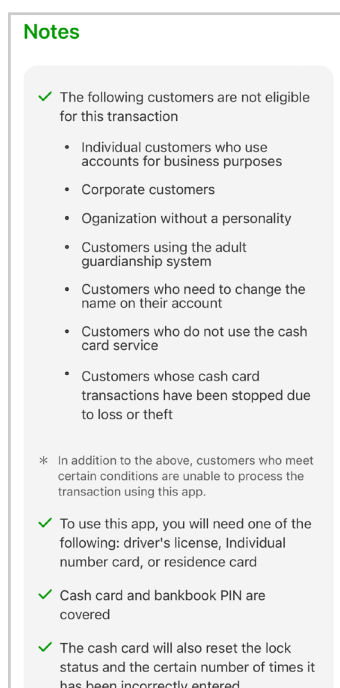 Notes
The following customers are not eligible
for this transaction
• Individual customers who use
accounts for business purposes
• Corporate customers
• Oganization without a personality
• Customers using the adult
guardianship system
• Customers who need to change the
name on their account
• Customers who do not use the cash
card service
• Customers whose cash card
transactions have been stopped due
to loss or theft
* In addition to the above, customers who meet
certain conditions are unable to process the
transaction using this app.
To use this app, you will need one of the
following: driver's license, Individual
number card, or residence card
Cash card and bankbook PIN are
covered
The cash card will also reset the lock
status and the certain number of times it
has been incorrectly entered